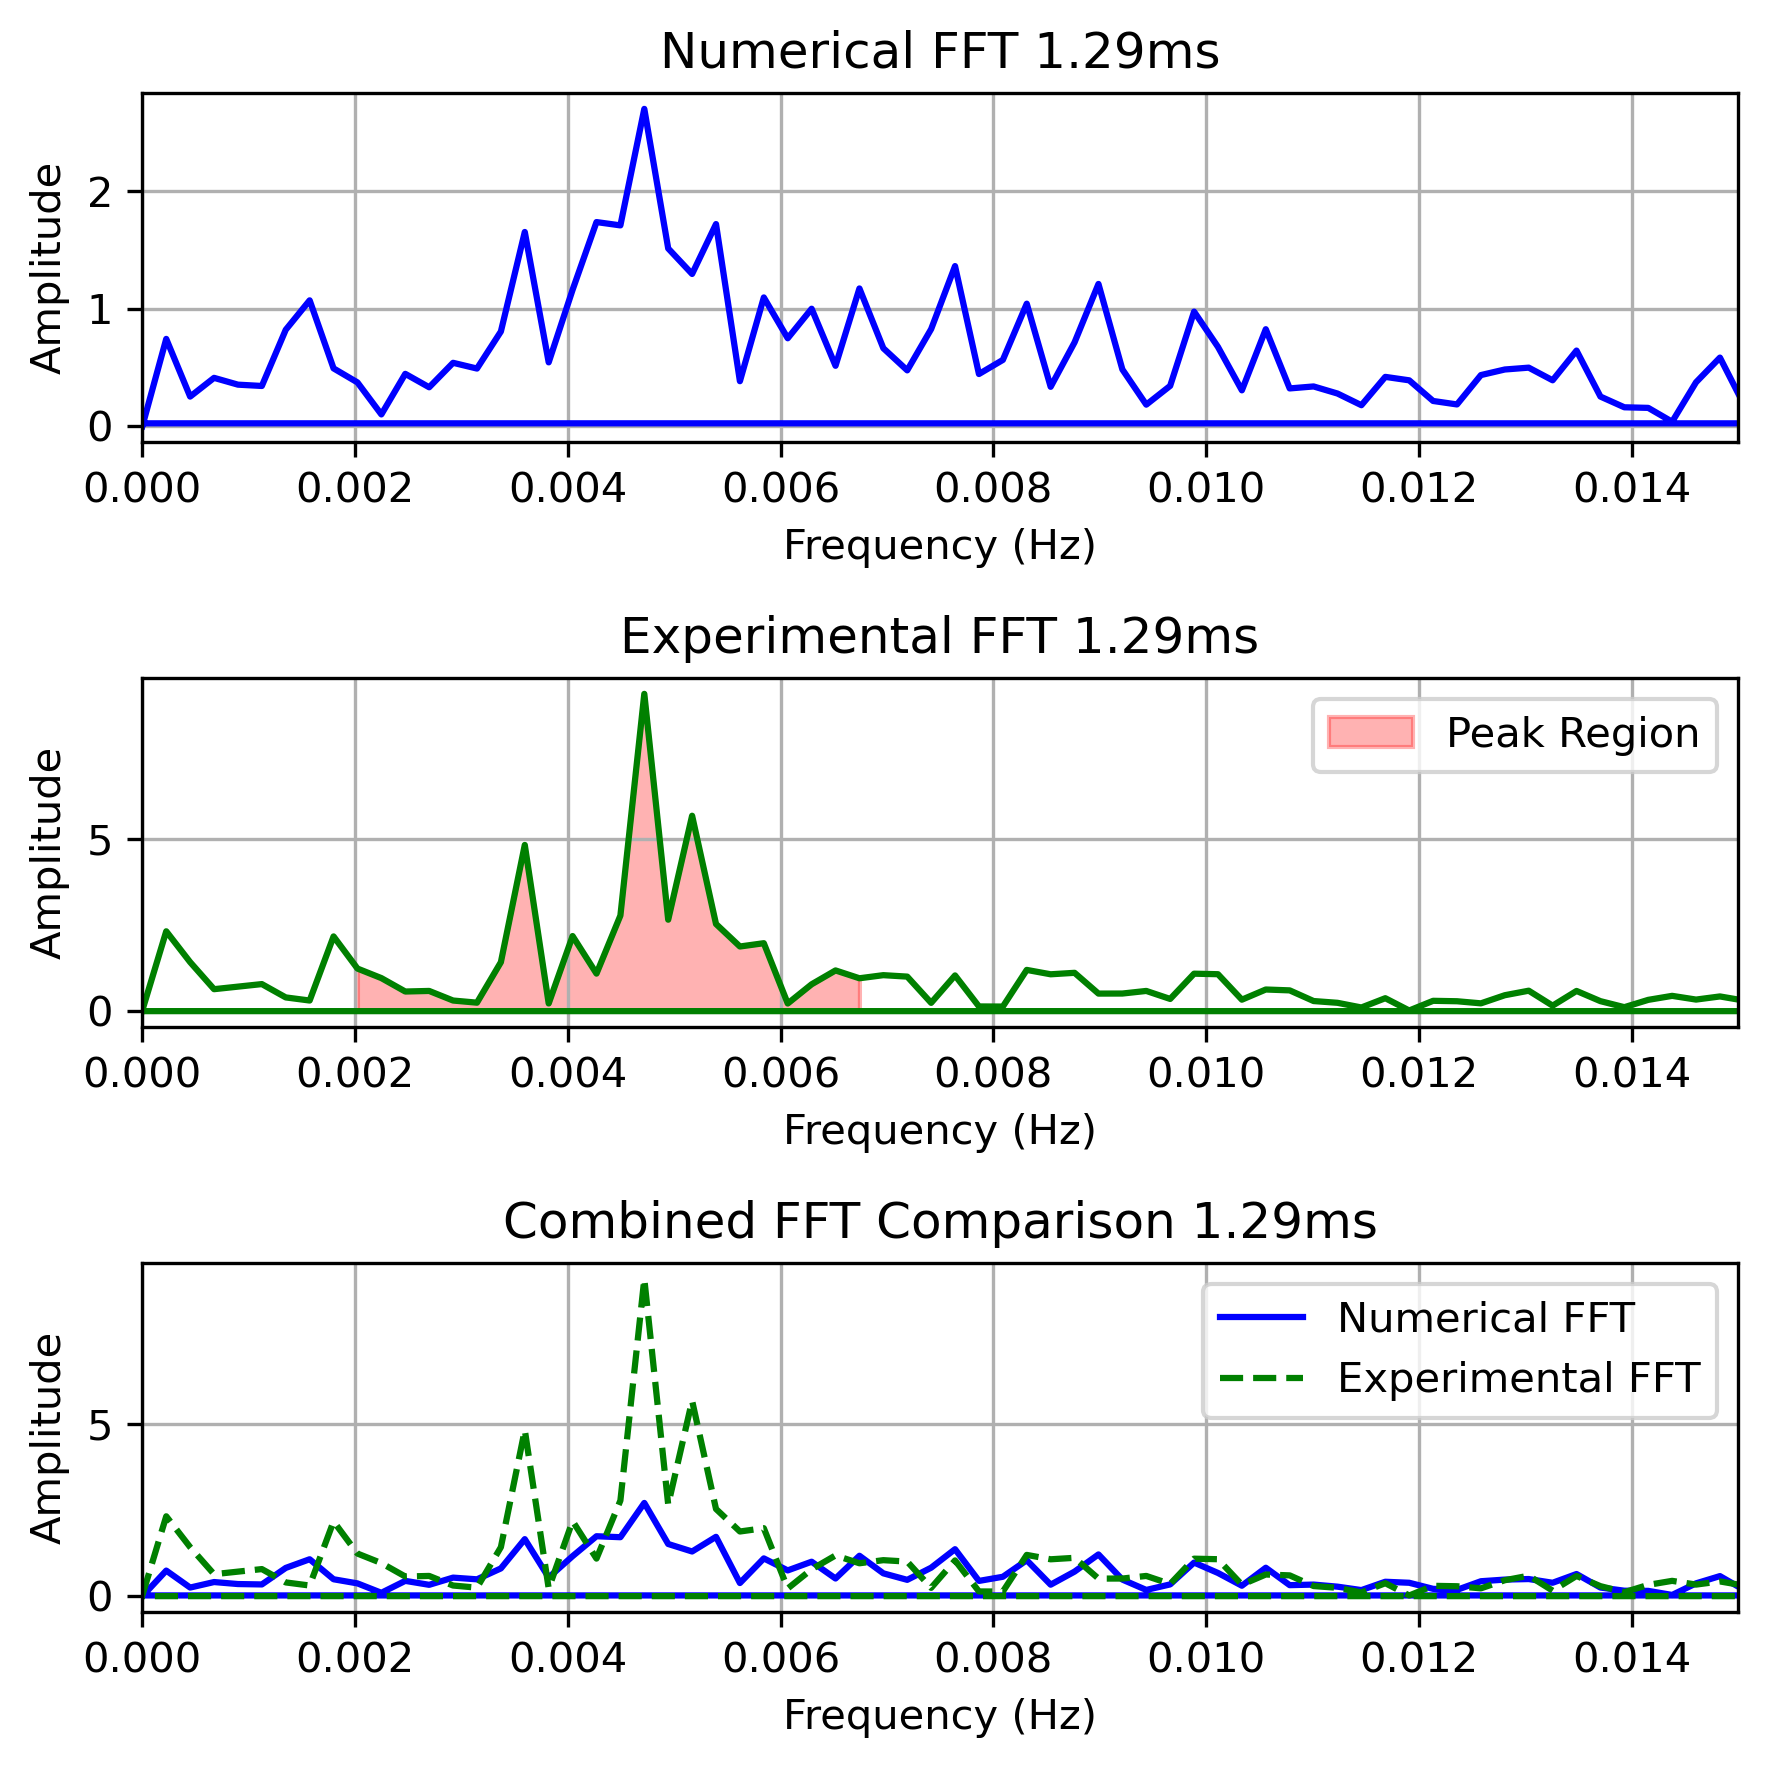 Numerical FFT 1.29ms
Amplitude
2
1
0
0.000 0.002 0.004 0.006 0.008 0.010 0.012 0.014
Frequency (Hz)
Experimental FFT 1.29ms
Peak Region
Amplitude
5
0
0.000 0.002 0.004 0.006 0.008 0.010 0.012 0.014
Frequency (Hz)
Combined FFT Comparison 1.29ms
Numerical FFT
Experimental FFT
Amplitude
5
0
0.000 0.002 0.004 0.006 0.008 0.010 0.012 0.014
Frequency (Hz)